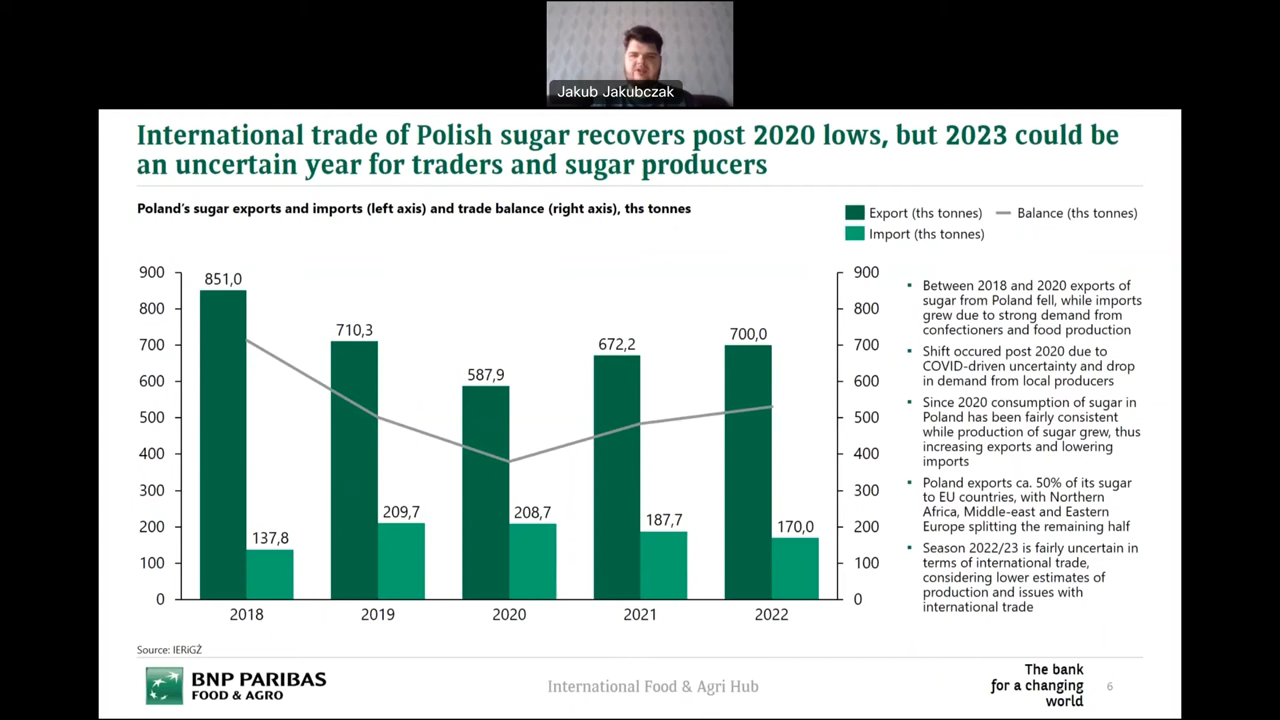 Jakub Jakubczak
International trade of Polish sugar recovers post 2020 lows, but 2023 could be
an uncertain year for traders and sugar producers
Poland's sugar exports and imports (left axis) and trade balance (right axis), ths tonnes
Export (ths tonnes)
Balance (ths tonnes)
Import (ths tonnes)
900
800
700
600
500
400
300
200
100
0
851,0
137,8
710,3
209,7
587,9
208,7
672,2
187,7
700,0
170,0
2018
2019
2020
2021
2022
900
800
700
600
500
400
300
200
100
0
Between 2018 and 2020 exports of
sugar from Poland fell, while imports
grew due to strong demand from
confectioners and food production
Shift occured post 2020 due to
COVID-driven uncertainty and drop
in demand from local producers
Since 2020 consumption of sugar in
Poland has been fairly consistent
while production of sugar grew, thus
increasing exports and lowering
imports
Poland exports ca. 50% of its sugar
to EU countries, with Northern
Africa, Middle-east and Eastern
Europe splitting the remaining half
Season 2022/23 is fairly uncertain in
terms of international trade,
considering lower estimates of
production and issues with
international trade
Source: IERiGŻ
BNP PARIBAS
FOOD & AGRO
International Food & Agri Hub
The bank
for a changing
world
6